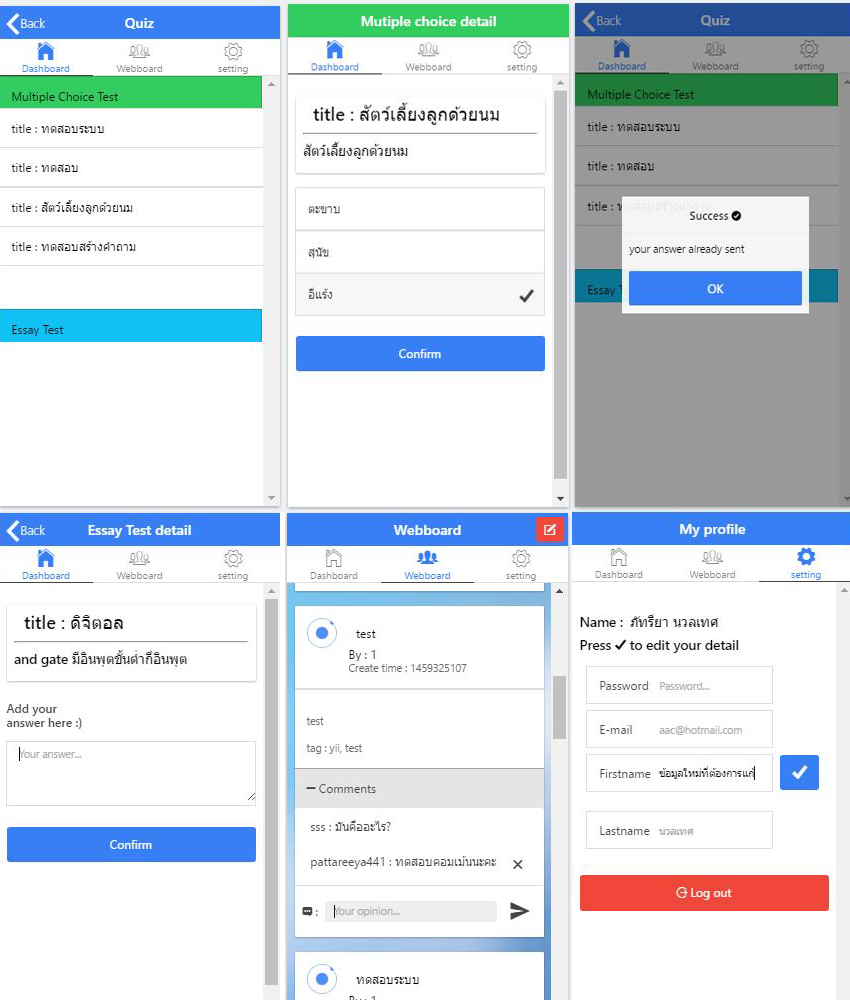 Back
Quiz
Dashboard
Webboard
setting
Multiple Choice Test
title : ทดสอบระบบ
title : ทดสอบ
title : สัตว์เลี้ยงลูกด้วยนม
title : ทดสอบสร้างคำถาม
Essay Test
Mutiple choice detail
Dashboard
Webboard
setting
title : สัตว์เลี้ยงลูกด้วยนม
สัตว์เลี้ยงลูกด้วยนม
ตะขาบ
สุนัข
อีแร้ง
Confirm
Back
Quiz
Dashboard
Webboard
setting
Multiple Choice Test
title : ทดสอบระบบ
title : ทดสอบ
title :
Success
your answer already sent
Essay
OK
Back
Essay Test detail
Dashboard
Webboard
setting
title : ดิจิตอล
and gate มีอินพุตขั้นต่ำกี่อินพุต
Add your
answer here :)
Your answer...
Confirm
Webboard
Dashboard
Webboard
setting
test
By : 1
Create time : 1459325107
test
tag : yii, test
Comments
sss : มันคืออะไร?
pattareeya441 : ทดสอบคอมเม้นนะคะ
:
Your opinion...
ทดสอบระบบ
By : 1
My profile
Dashboard
Webboard
setting
Name : ภัทรียา นวลเทศ
Press ✓ to edit your detail
Password Password...
E-mail aac@hotmail.com
Firstname ข้อมูลใหม่ที่ต้องการแก้
Lastname นวลเทศ
Log out